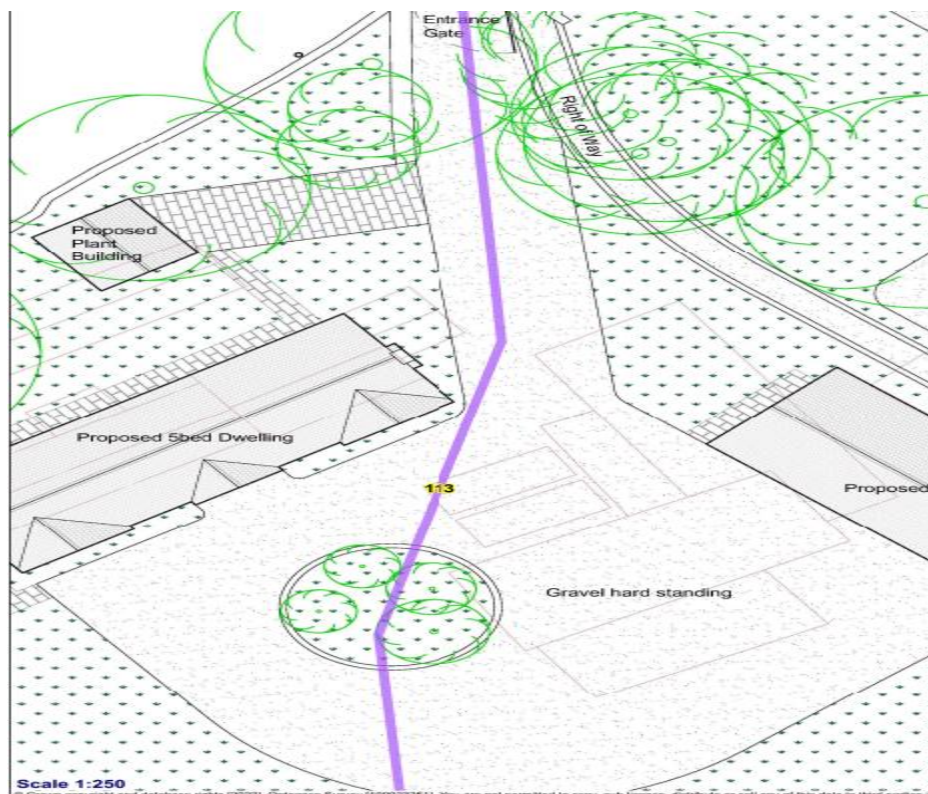 Entrance
Gate
Right of Way
Proposed
Plant
Building
Proposed 5bed Dwelling
113
Proposed
Gravel hard standing
Scale 1:250